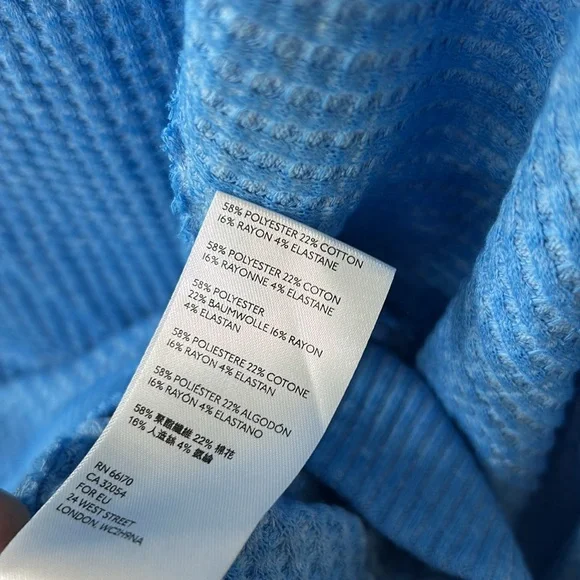 58% POLYESTER 22% COTTON
16% RAYON 4% ELASTANE
58% POLYESTER 22% COTON
16% RAYONNE 4% ELASTANE
58% POLYESTER
22% BAUMWOLLE 16% RAYON
4% ELASTAN
58% POLIESTERE 22% COTONE
16% RAYON 4% ELASTAN
58% POLIÉSTER 22% ALGODÓN
16% RAYÓN 4% ELASTANO
58% 聚酯纖維 22% 棉花
16% 人造絲 4% 氨綸
RN 66170
CA 32054
FOR EU
24 WEST STREET
LONDON, WC2H9NA